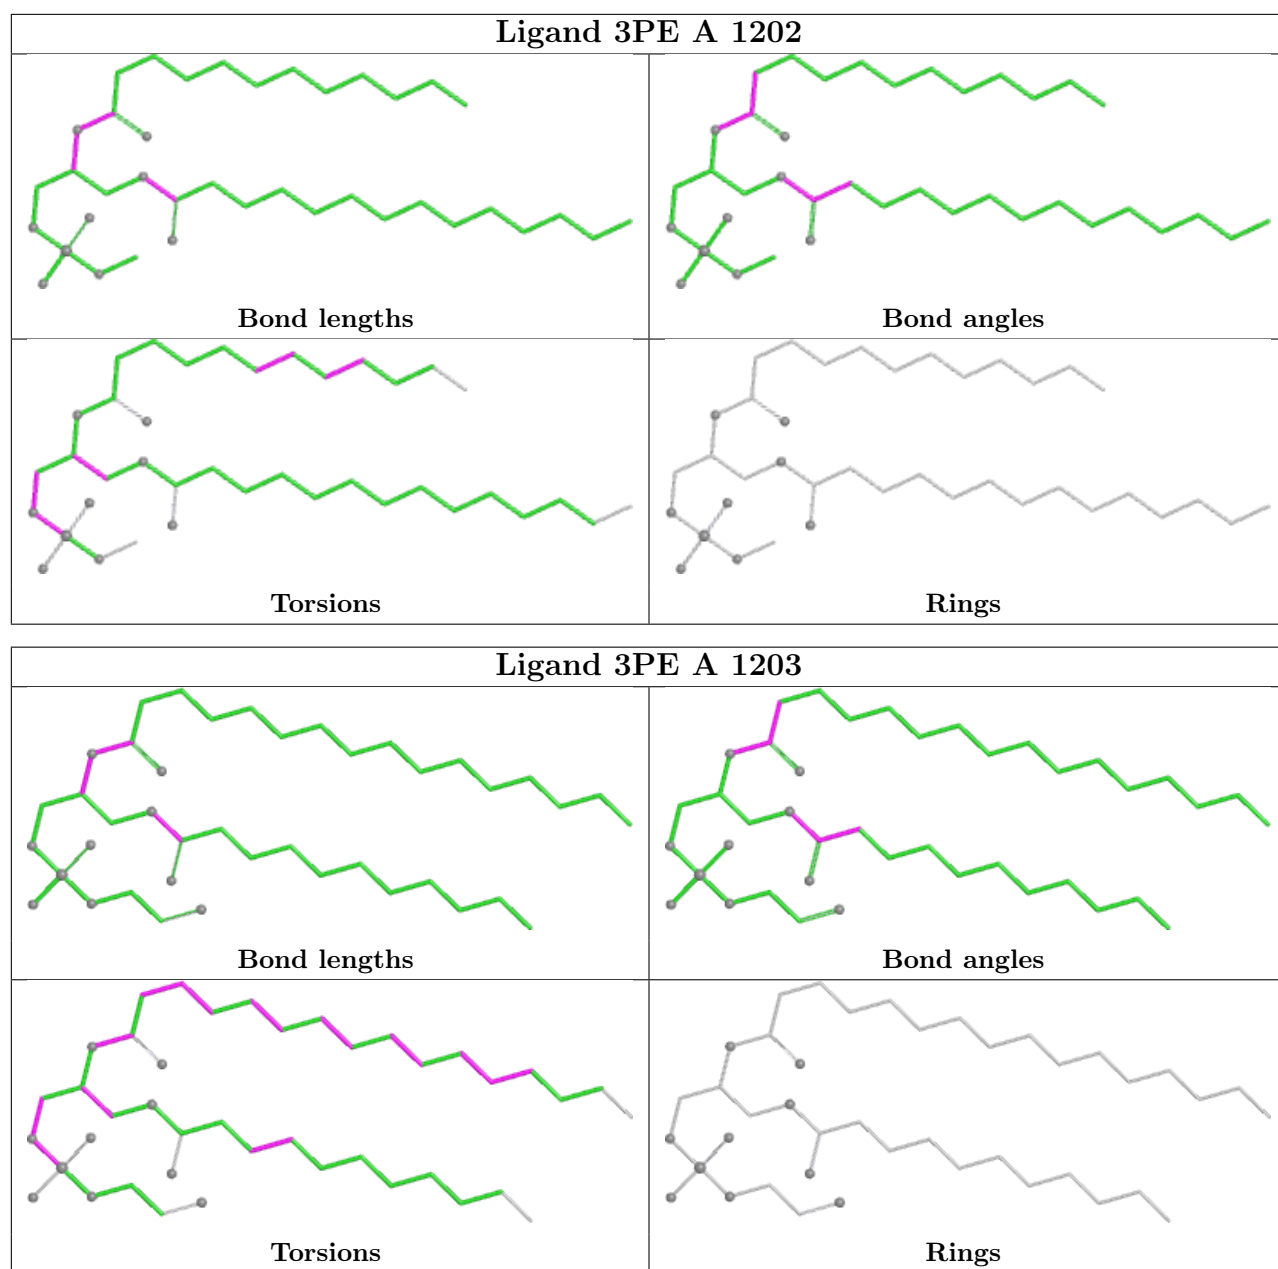 Ligand 3PE A 1202
Bond lengths
Bond angles
Torsions
Rings
Ligand 3PE A 1203
Bond lengths
Bond angles
Torsions
Rings